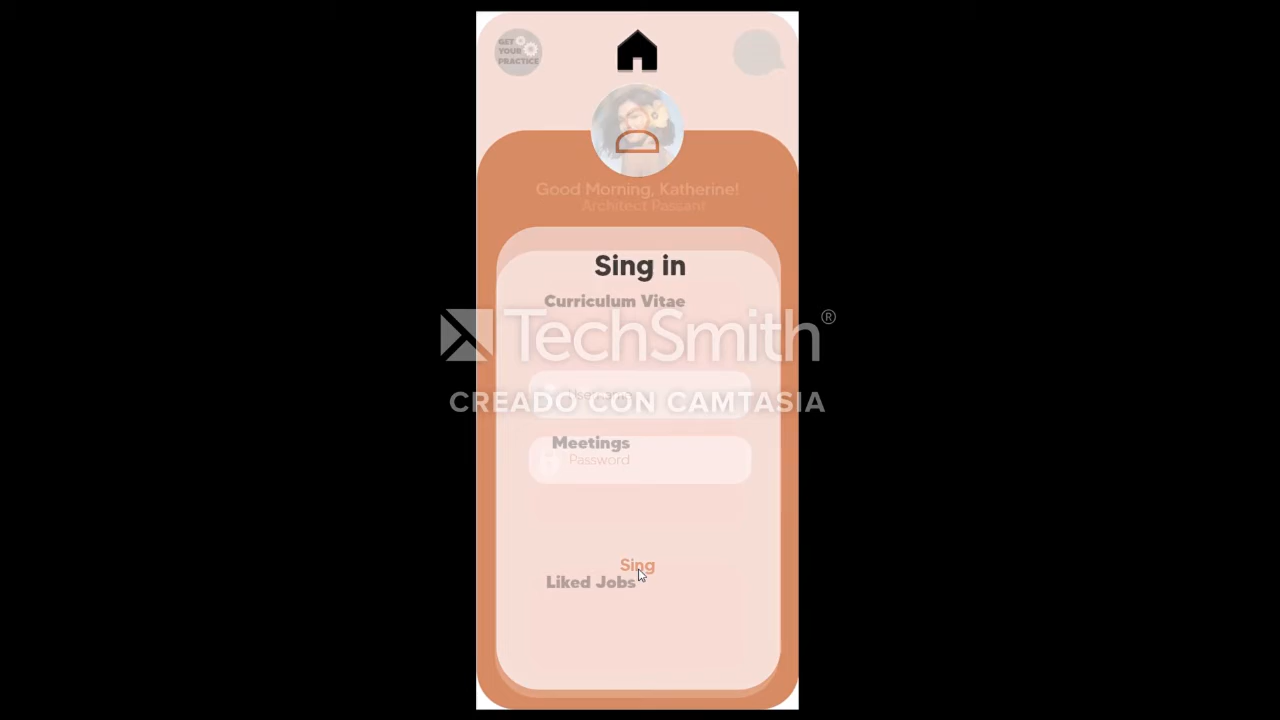 GET
YOUR
PRACTICE
Good Morning, Katherine!
Architect Passant
Sing in
Curriculum Vitae
TechSmith®
Username
CREADO CON CAMTASIA
Meetings
Password
Sing
Liked Jobs